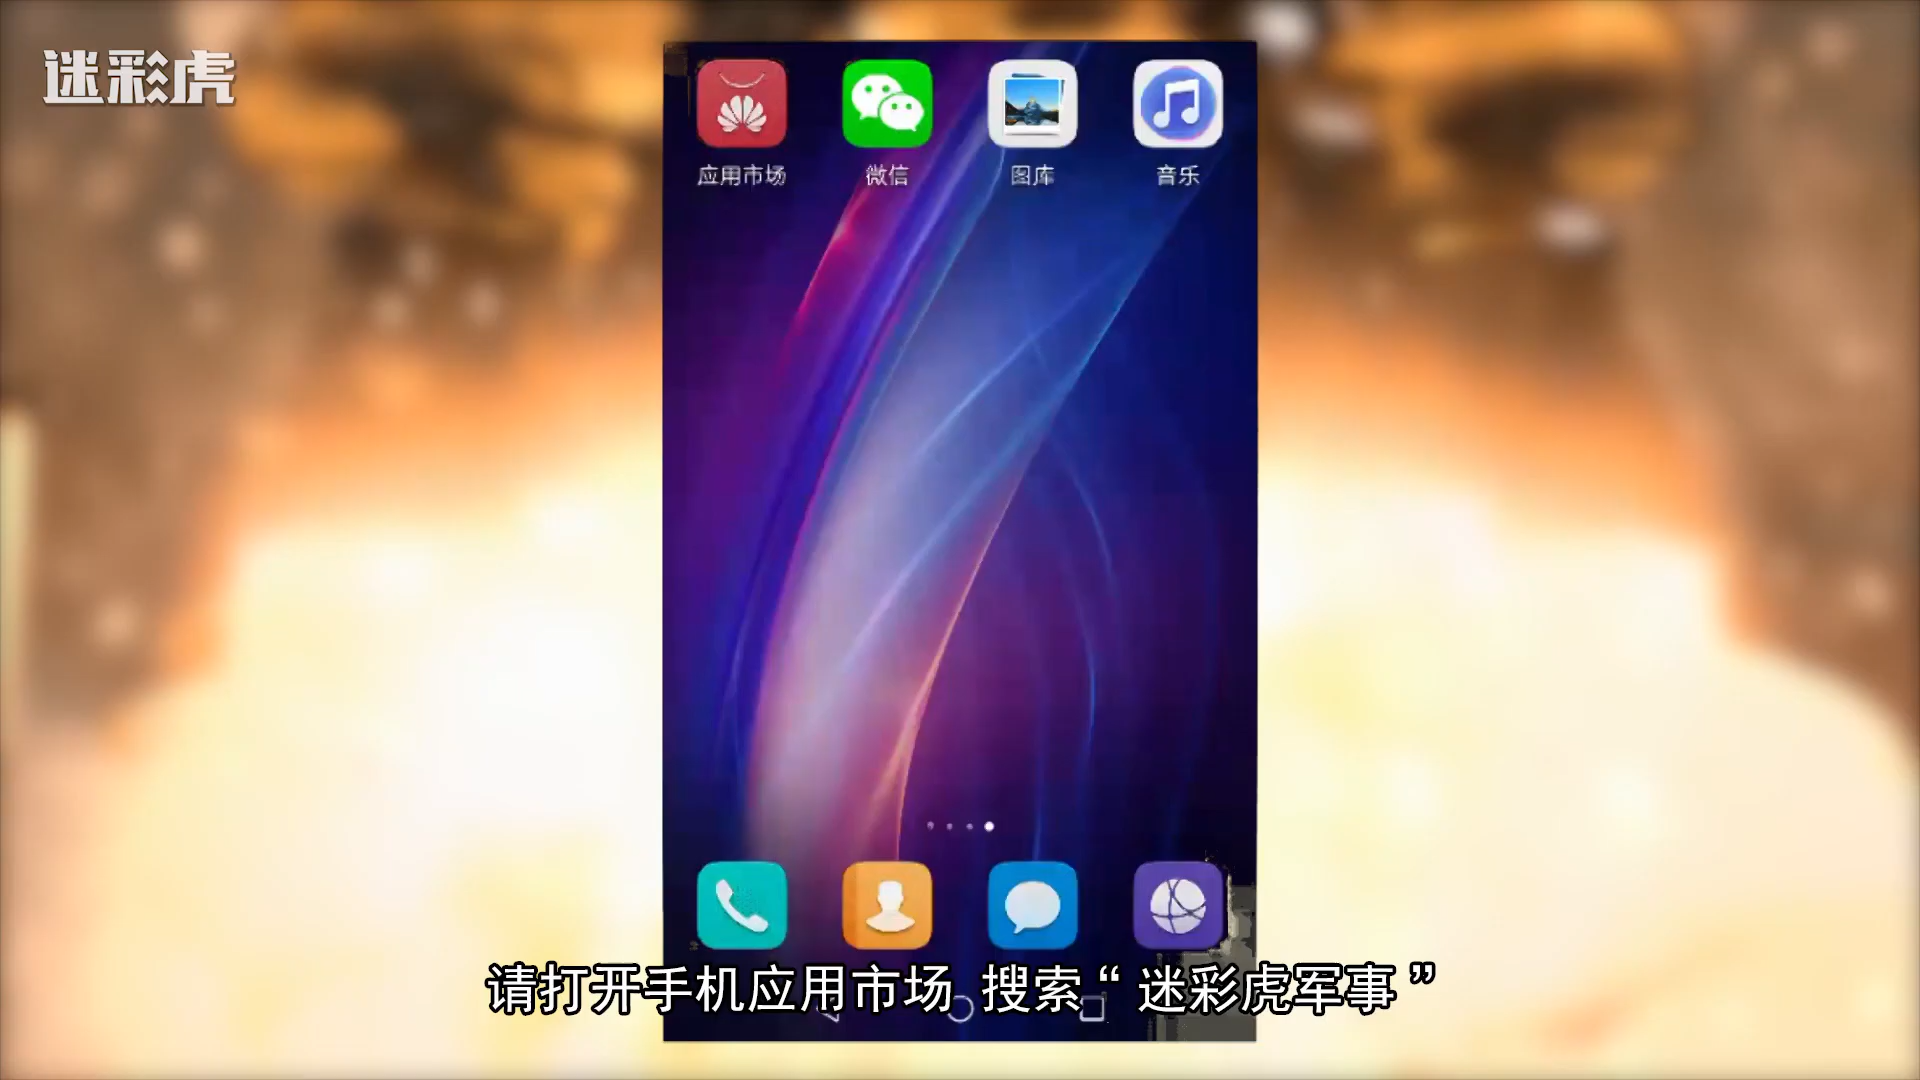 迷彩虎
应用市场
微信
图库
音乐
请打开手机应用市场 搜索“迷彩虎军事”